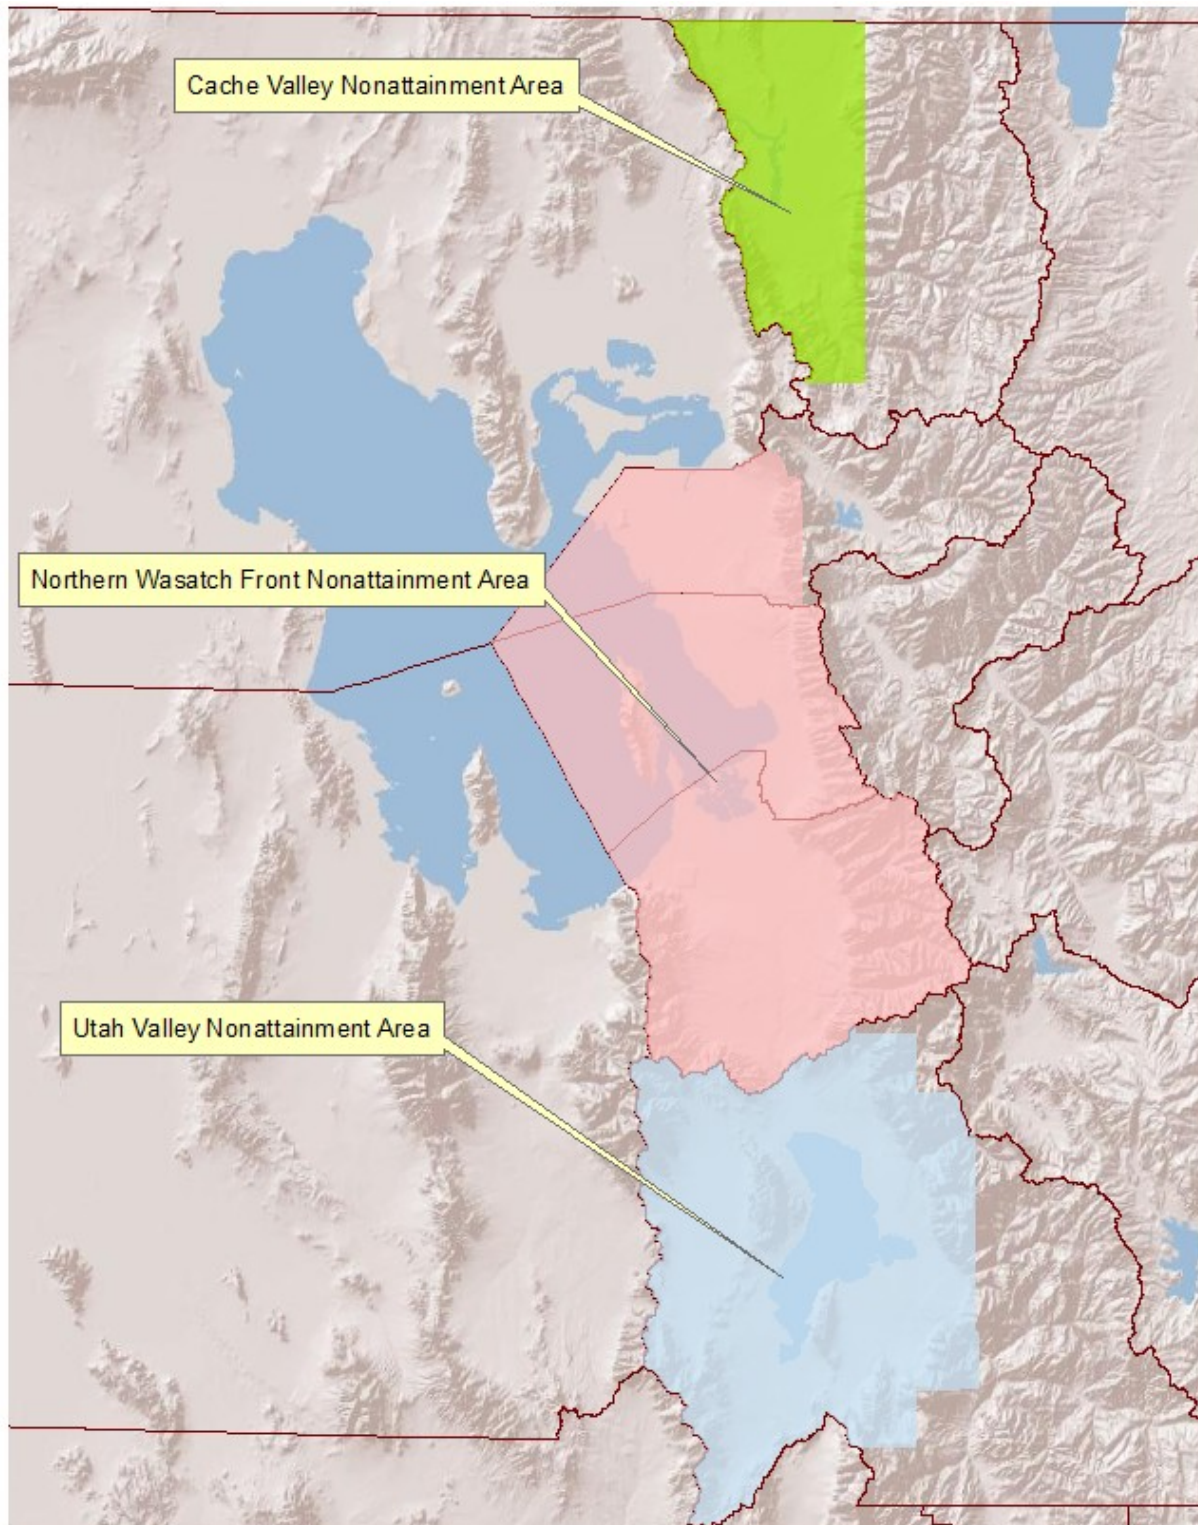 Cache Valley Nonattainment Area
Northern Wasatch Front Nonattainment Area
Utah Valley Nonattainment Area